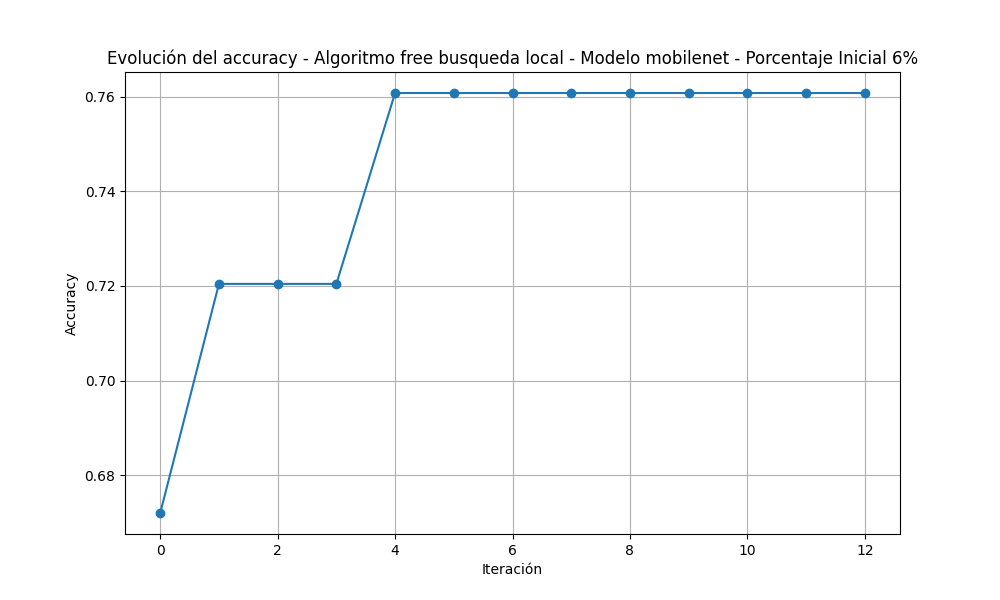 Evolución del accuracy - Algoritmo free busqueda local - Modelo mobilenet - Porcentaje Inicial 6%
0.76
0.74
0.72
0.70
0.68
Accuracy
0 2 4 6 8 10 12
Iteración